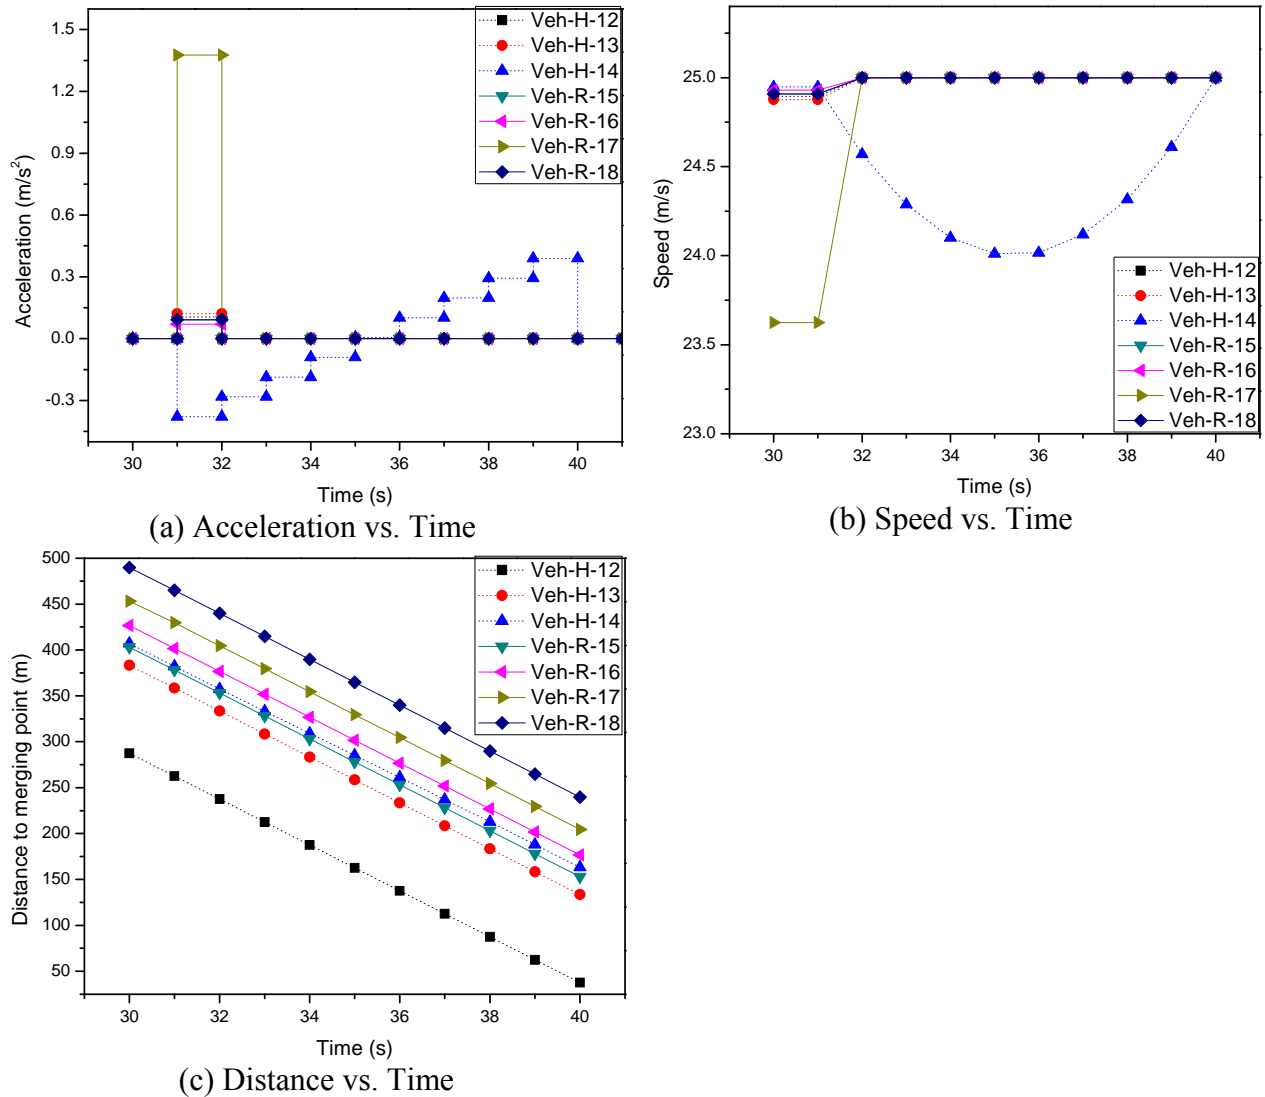 1.5
1.2
0.9
0.6
0.3
0.0
-0.3
Acceleration (m/s²)
30 32 34 36 38 40
Time (s)
Veh-H-12
Veh-H-13
Veh-H-14
Veh-R-15
Veh-R-16
Veh-R-17
Veh-R-18
(a) Acceleration vs. Time
25.0
24.5
24.0
23.5
23.0
Speed (m/s)
30 32 34 36 38 40
Time (s)
Veh-H-12
Veh-H-13
Veh-H-14
Veh-R-15
Veh-R-16
Veh-R-17
Veh-R-18
(b) Speed vs. Time
500
450
400
350
300
250
200
150
100
50
Distance to merging point (m)
30 32 34 36 38 40
Time (s)
Veh-H-12
Veh-H-13
Veh-H-14
Veh-R-15
Veh-R-16
Veh-R-17
Veh-R-18
(c) Distance vs. Time